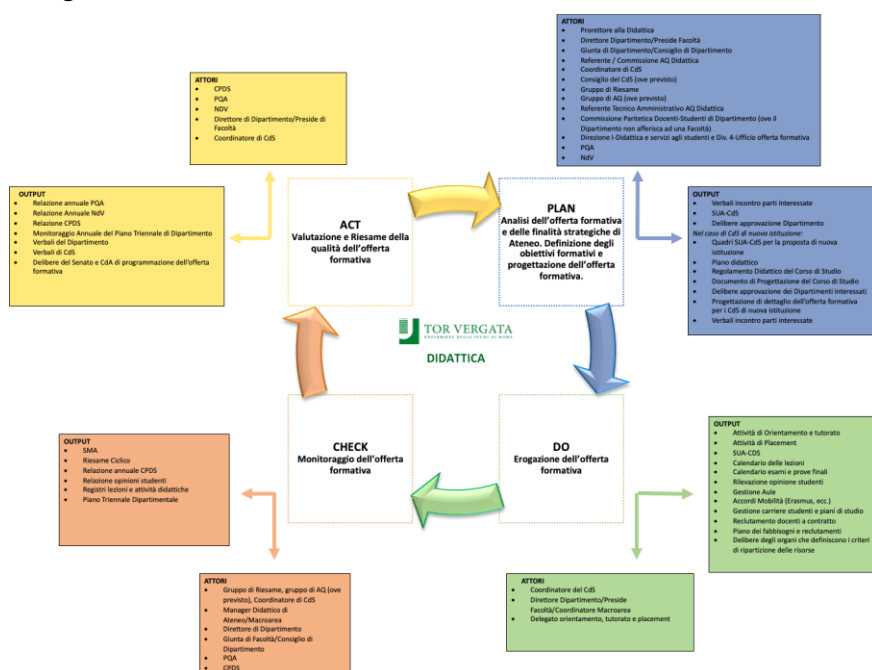 ATTORI
• Prorettore alla Didattica
• Direttore Dipartimento/Preside Facoltà
• Giunta di Dipartimento/Consiglio di Dipartimento
• Referente / Commissione AQ Didattica
• Coordinatore di CdS
• Consiglio del CdS (ove previsto)
• Gruppo di Riesame
• Gruppo di AQ (ove previsto)
• Referente Tecnico Amministrativo AQ Didattica
• Commissione Paritetica Docenti-Studenti di Dipartimento (ove il
Dipartimento non afferisca ad una Facoltà)
• Direzione I-Didattica e servizi agli studenti e Div. 4-Ufficio offerta formativa
• PQA
• NdV
ATTORI
• CPDS
• PQA
• NDV
• Direttore di Dipartimento/Preside di
Facoltà
• Coordinatore di CdS
OUTPUT
• Relazione annuale PQA
• Relazione Annuale NdV
• Relazione CPDS
• Monitoraggio Annuale del Piano Triennale di Dipartimento
• Verbali del Dipartimento
• Verbali di CdS
• Delibere del Senato e CdA di programmazione dell'offerta
formativa
ACT
Valutazione e Riesame della
qualità dell'offerta
formativa
PLAN
Analisi dell'offerta formativa
e delle finalità strategiche di
Ateneo. Definizione degli
obiettivi formativi e
progettazione dell'offerta
formativa.
OUTPUT
• Verbali incontro parti interessate
• SUA-CdS
• Delibere approvazione Dipartimento
Nel caso di CdS di nuova istituzione:
• Quadri SUA-CdS per la proposta di nuova
istituzione
• Piano didattico
• Regolamento Didattico del Corso di Studio
• Documento di Progettazione del Corso di Studio
• Delibere approvazione dei Dipartimenti interessati
• Progettazione di dettaglio dell'offerta formativa
per i CdS di nuova istituzione
• Verbali incontro parti interessate
TOR VERGATA
UNIVERSITÀ DEGLI STUDI DI ROMA
DIDATTICA
CHECK
Monitoraggio dell'offerta
formativa
DO
Erogazione dell'offerta
formativa
OUTPUT
• SMA
• Riesame Ciclico
• Relazione annuale CPDS
• Relazione opinioni studenti
• Registri lezioni e attività didattiche
• Piano Triennale Dipartimentale
OUTPUT
• Attività di Orientamento e tutorato
• Attività di Placement
• SUA-CDS
• Calendario delle lezioni
• Calendario esami e prove finali
• Rilevazione opinione studenti
• Gestione Aule
• Accordi Mobilità (Erasmus, ecc.)
• Gestione carriere studenti e piani di studio
• Reclutamento docenti a contratto
• Piano dei fabbisogni e reclutamenti
• Delibere degli organi che definiscono i criteri
di ripartizione delle risorse
ATTORI
• Gruppo di Riesame, gruppo di AQ (ove
previsto), Coordinatore di CdS
• Manager Didattico di
Ateneo/Macroarea
• Direttore di Dipartimento
• Giunta di Facoltà/Consiglio di
Dipartimento
• PQA
• CPDS
ATTORI
• Coordinatore del CdS
• Direttore Dipartimento/Preside
Facoltà/Coordinatore Macroarea
• Delegato orientamento, tutorato e placement